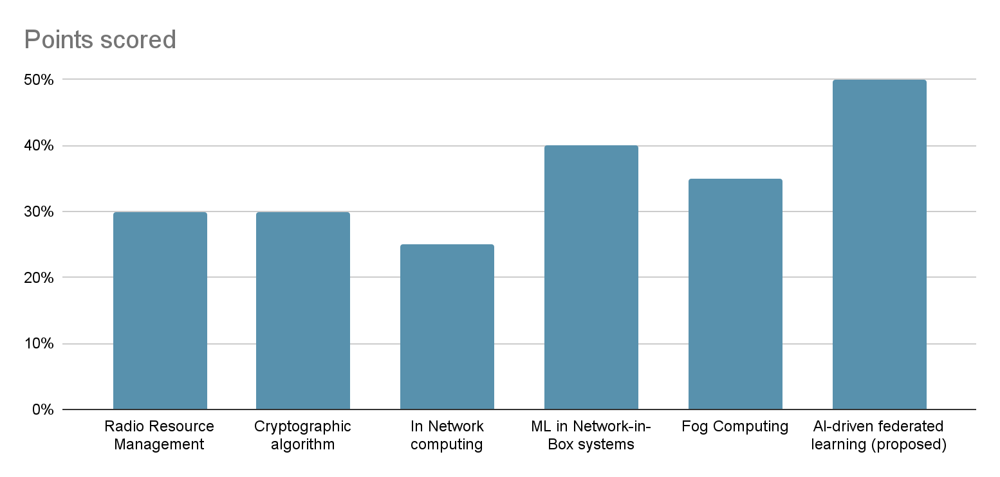 Points scored
50%
40%
30%
20%
10%
0%
Radio Resource
Management
Cryptographic
algorithm
In Network
computing
ML in Network-in-
Box systems
Fog Computing
AI-driven federated
learning (proposed)